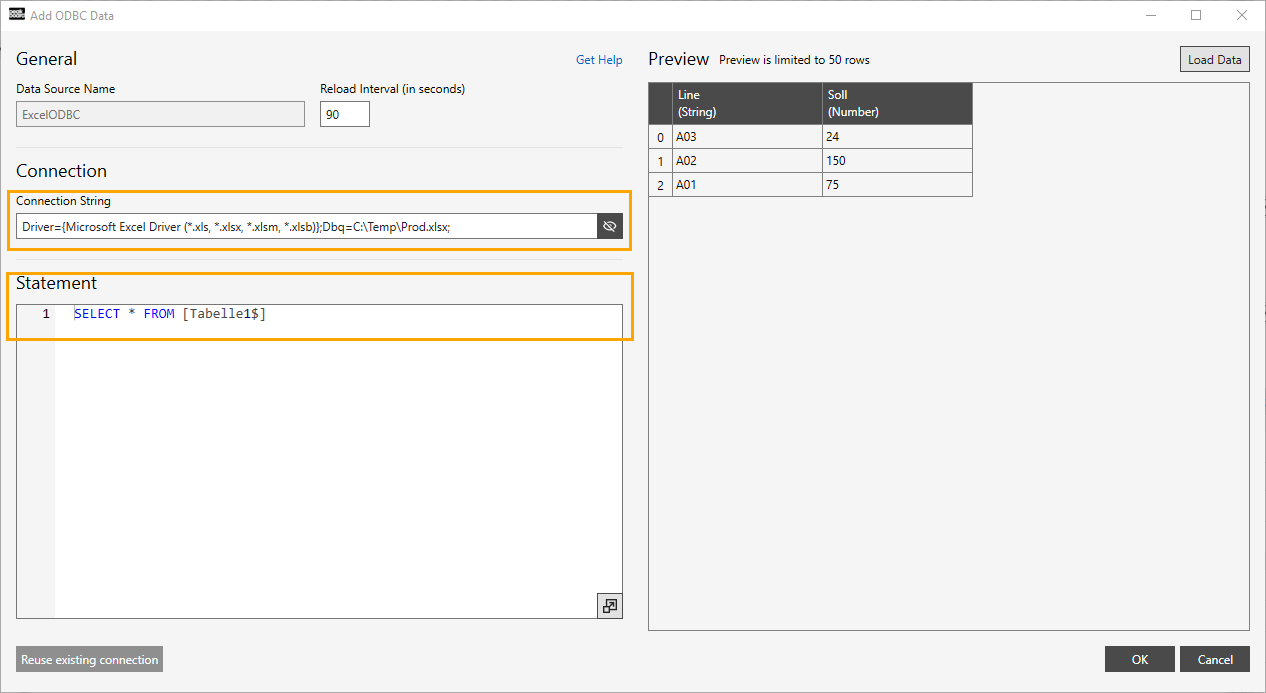 peak board Add ODBC Data
General
Get Help
Data Source Name
Reload Interval (in seconds)
ExcelODBC
90
Connection
Connection String
Driver={Microsoft Excel Driver (*.xls, *.xlsx, *.xlsm, *.xlsb)};Dbq=C:\Temp\Prod.xlsx;
Statement
1 SELECT * FROM [Tabelle1$]
Reuse existing connection
Preview Preview is limited to 50 rows
Load Data
Line Soll
(String) (Number)
0 A03 24
1 A02 150
2 A01 75
OK
Cancel